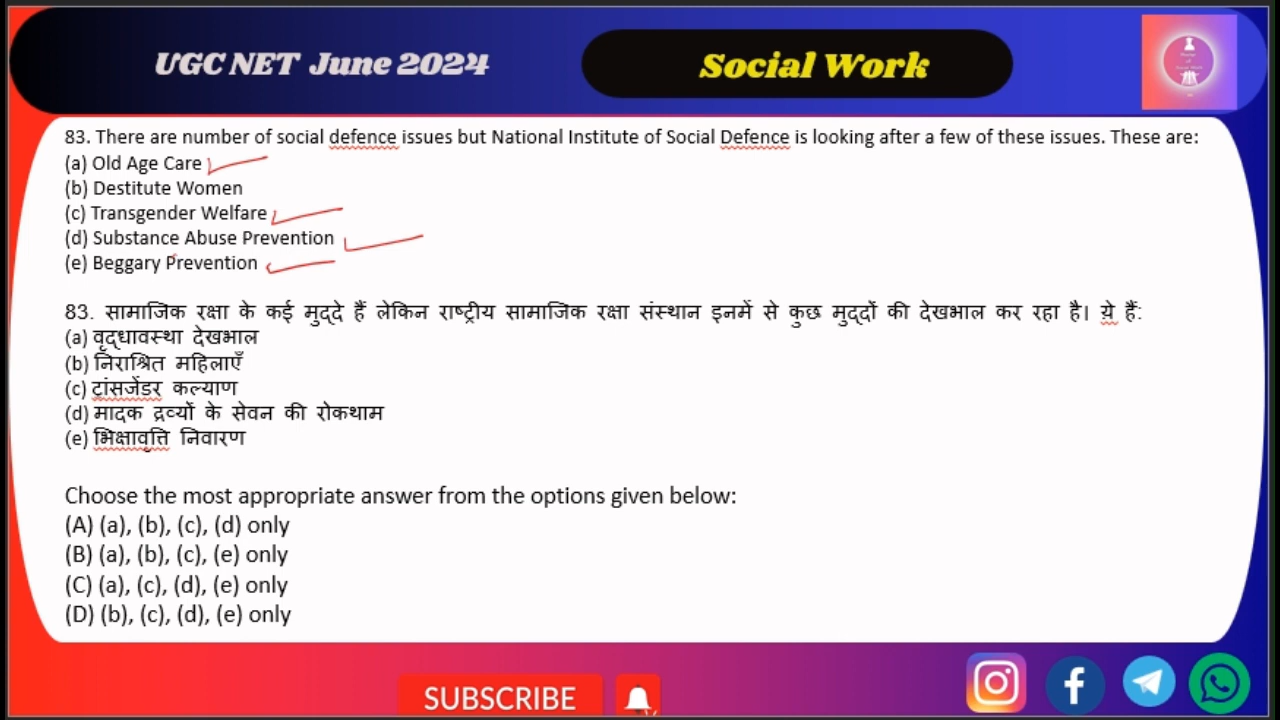 UGC NET June 2024
Social Work
83. There are number of social defence issues but National Institute of Social Defence is looking after a few of these issues. These are:
(a) Old Age Care
(b) Destitute Women
(c) Transgender Welfare
(d) Substance Abuse Prevention
(e) Beggary Prevention
83. सामाजिक रक्षा के कई मुद्दे हैं लेकिन राष्ट्रीय सामाजिक रक्षा संस्थान इनमें से कुछ मुद्दों की देखभाल कर रहा है। ये हैं:
(a) वृद्धावस्था देखभाल
(b) निराश्रित महिलाएँ
(c) ट्रांसजेंडर कल्याण
(d) मादक द्रव्यों के सेवन की रोकथाम
(e) भिक्षावृत्ति निवारण
Choose the most appropriate answer from the options given below:
(A) (a), (b), (c), (d) only
(B) (a), (b), (c), (e) only
(C) (a), (c), (d), (e) only
(D) (b), (c), (d), (e) only
SUBSCRIBE